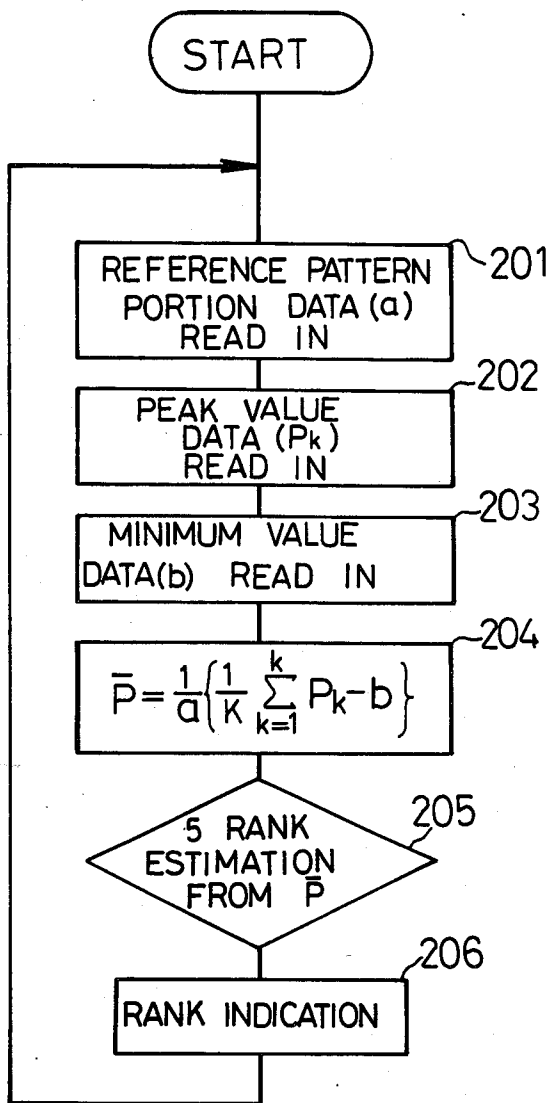 START
201
REFERENCE PATTERN
PORTION DATA (a)
READ IN
202
PEAK VALUE
DATA (Pk)
READ IN
203
MINIMUM VALUE
DATA(b) READ IN
204
P̅ = 1/a { 1/K ∑_{k=1}^{k} Pk - b }
205
5 RANK
ESTIMATION
FROM P̅
206
RANK INDICATION